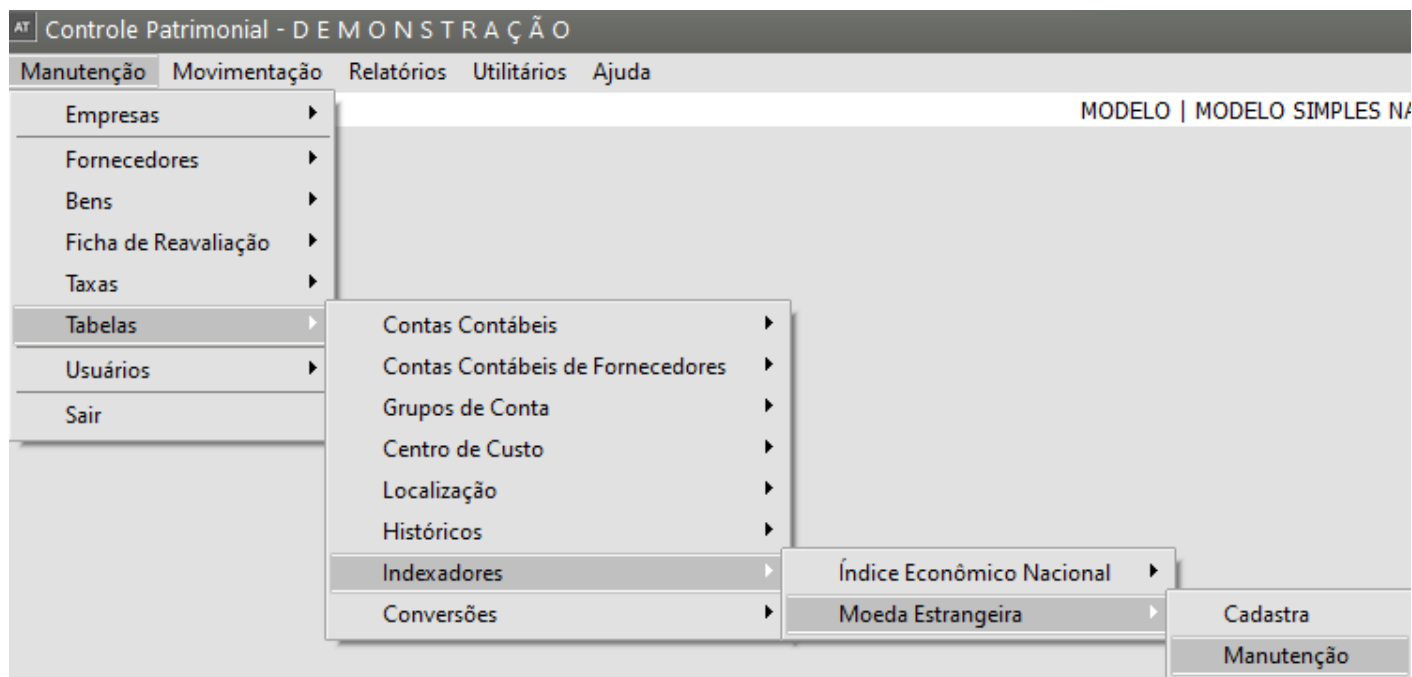 AT Controle Patrimonial - D E M O N S T R A Ç Ã O
Manutenção Movimentação Relatórios Utilitários Ajuda
MODELO | MODELO SIMPLES NA
Empresas
Fornecedores
Bens
Ficha de Reavaliação
Taxas
Tabelas
Usuários
Sair
Contas Contábeis
Contas Contábeis de Fornecedores
Grupos de Conta
Centro de Custo
Localização
Históricos
Indexadores
Conversões
Índice Econômico Nacional
Moeda Estrangeira
Cadastra
Manutenção